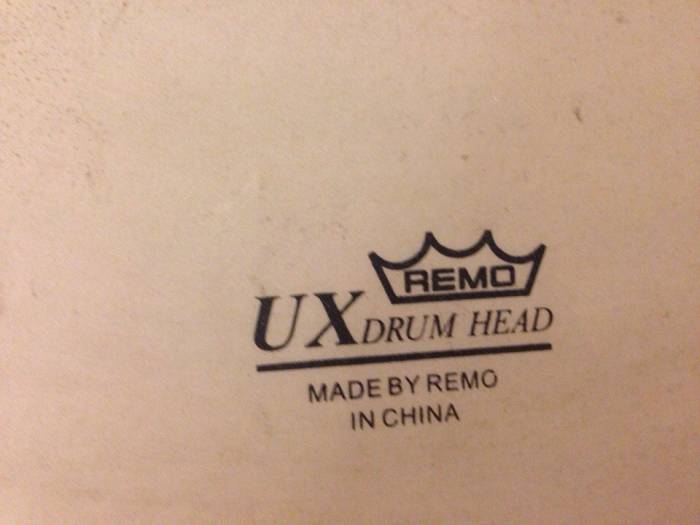 REMO
UX DRUM HEAD
MADE BY REMO
IN CHINA